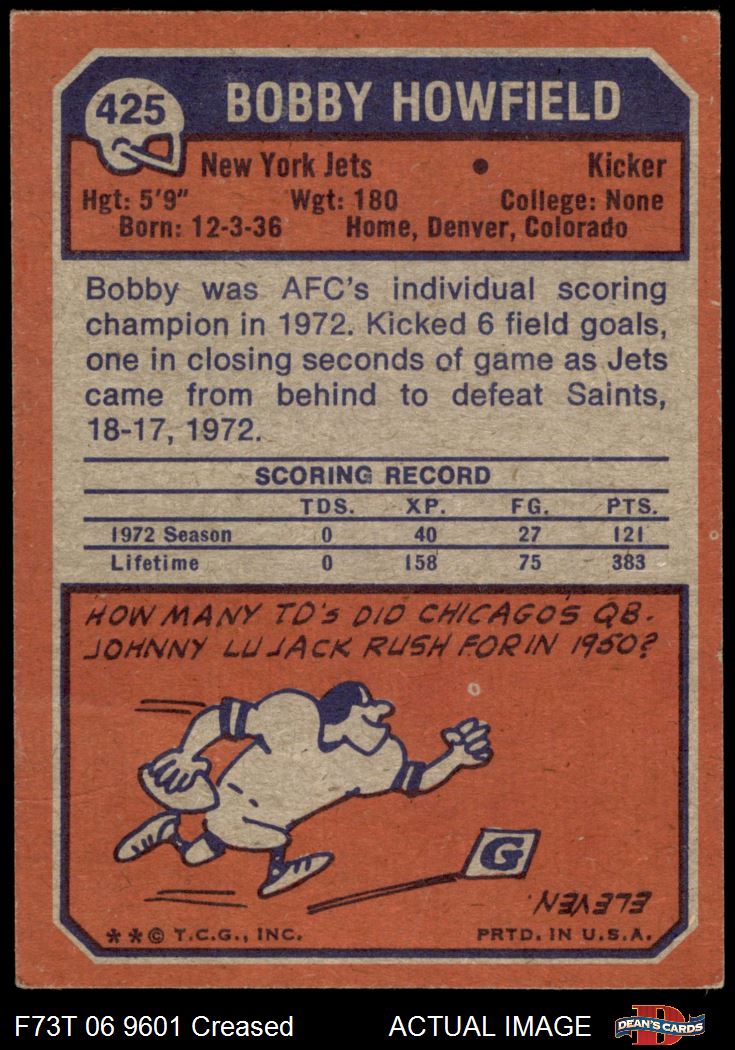 425
BOBBY HOWFIELD
New York Jets • Kicker
Hgt: 5'9" Wgt: 180 College: None
Born: 12-3-36 Home, Denver, Colorado
Bobby was AFC's individual scoring
champion in 1972. Kicked 6 field goals,
one in closing seconds of game as Jets
came from behind to defeat Saints,
18-17, 1972.
SCORING RECORD
TDS. XP. FG. PTS.
1972 Season 0 40 27 121
Lifetime 0 158 75 383
HOW MANY TD'S DID CHICAGO'S QB.
JOHNNY LUJACK RUSH FOR IN 1950?
G
ELEVEN.
**© T.C.G., INC. PRTD. IN U.S.A.
F73T 06 9601 Creased ACTUAL IMAGE
D
DEAN'S CARDS